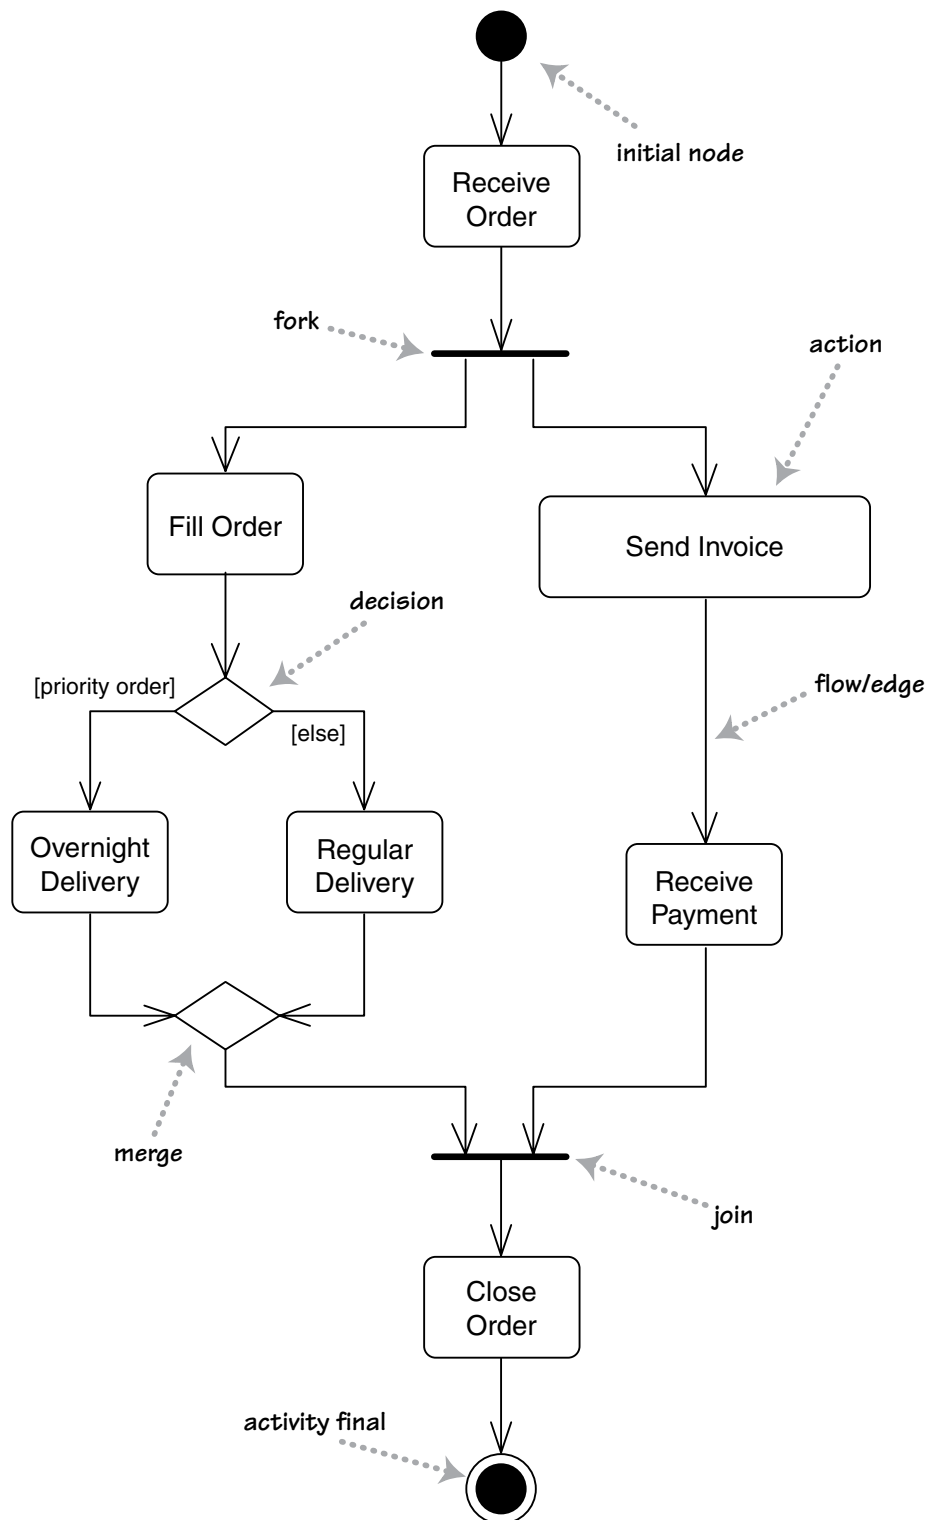 initial node
Receive
Order
fork
action
Fill Order
Send Invoice
decision
[priority order]
[else]
flow/edge
Overnight
Delivery
Regular
Delivery
Receive
Payment
merge
join
Close
Order
activity final